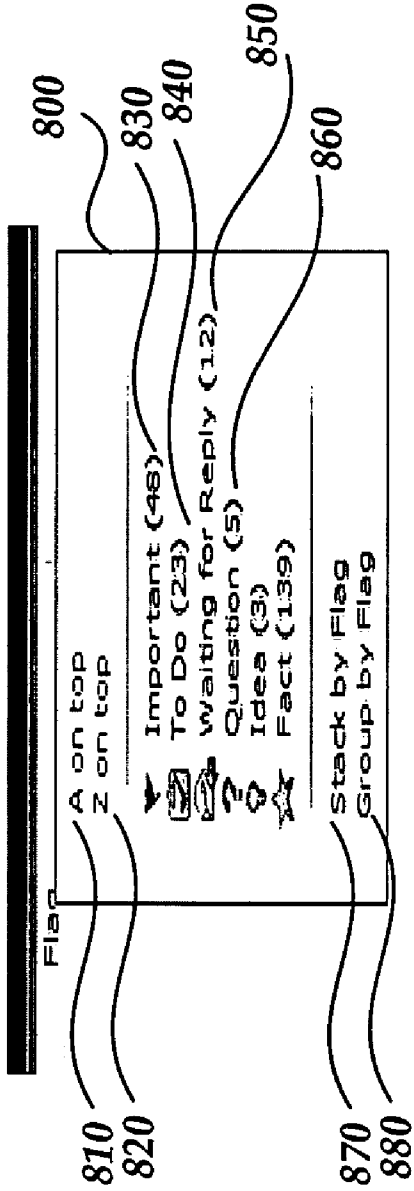 Flag
A on top
Z on top
Important (48)
To Do (23)
Waiting for Reply (12)
Question (5)
Idea (3)
Fact (139)
Stack by Flag
Group by Flag
800
810
820
830
840
850
860
870
880